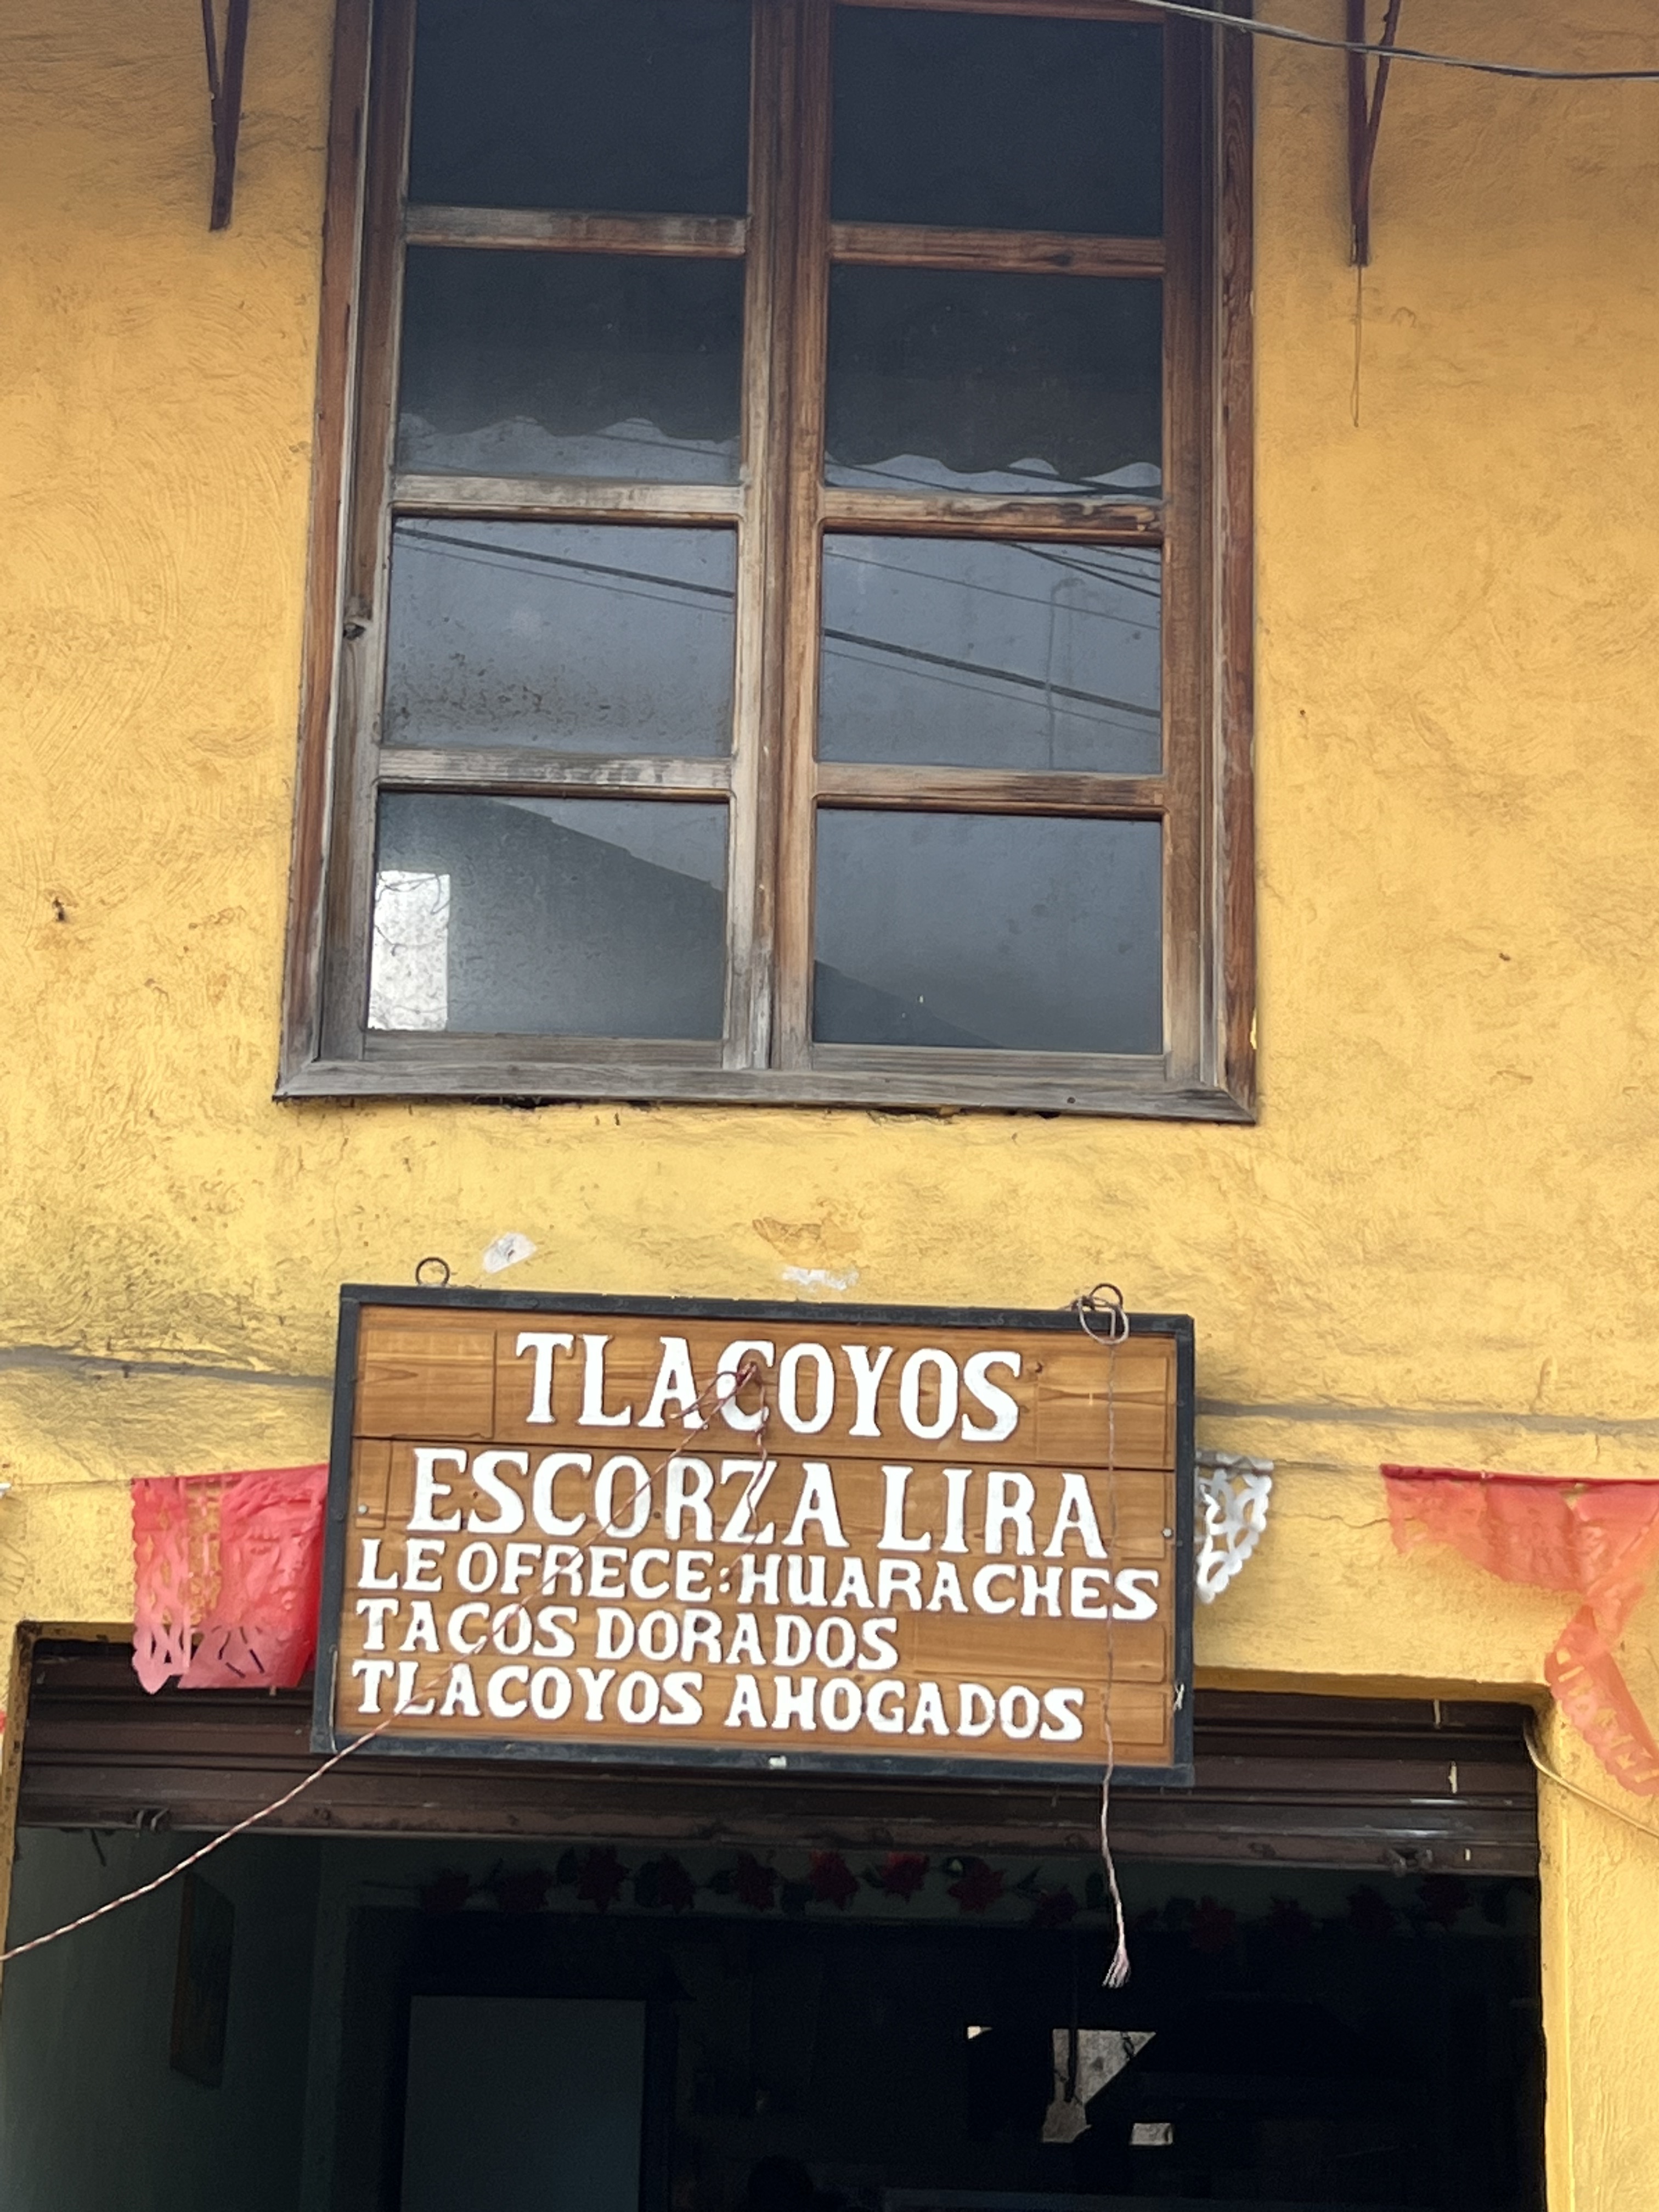 TLACOYOS
ESCORZA LIRA
LE OFRECE: HUARACHES
TACOS DORADOS
TLACOYOS AHOGADOS